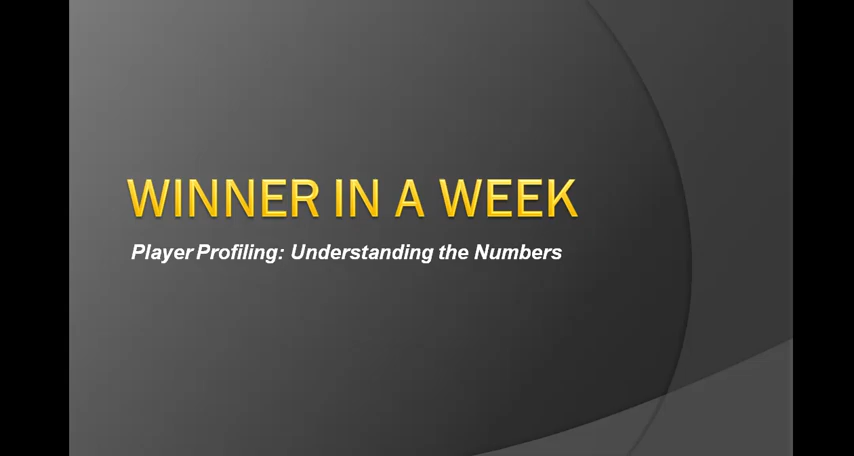 WINNER IN A WEEK
Player Profiling: Understanding the Numbers